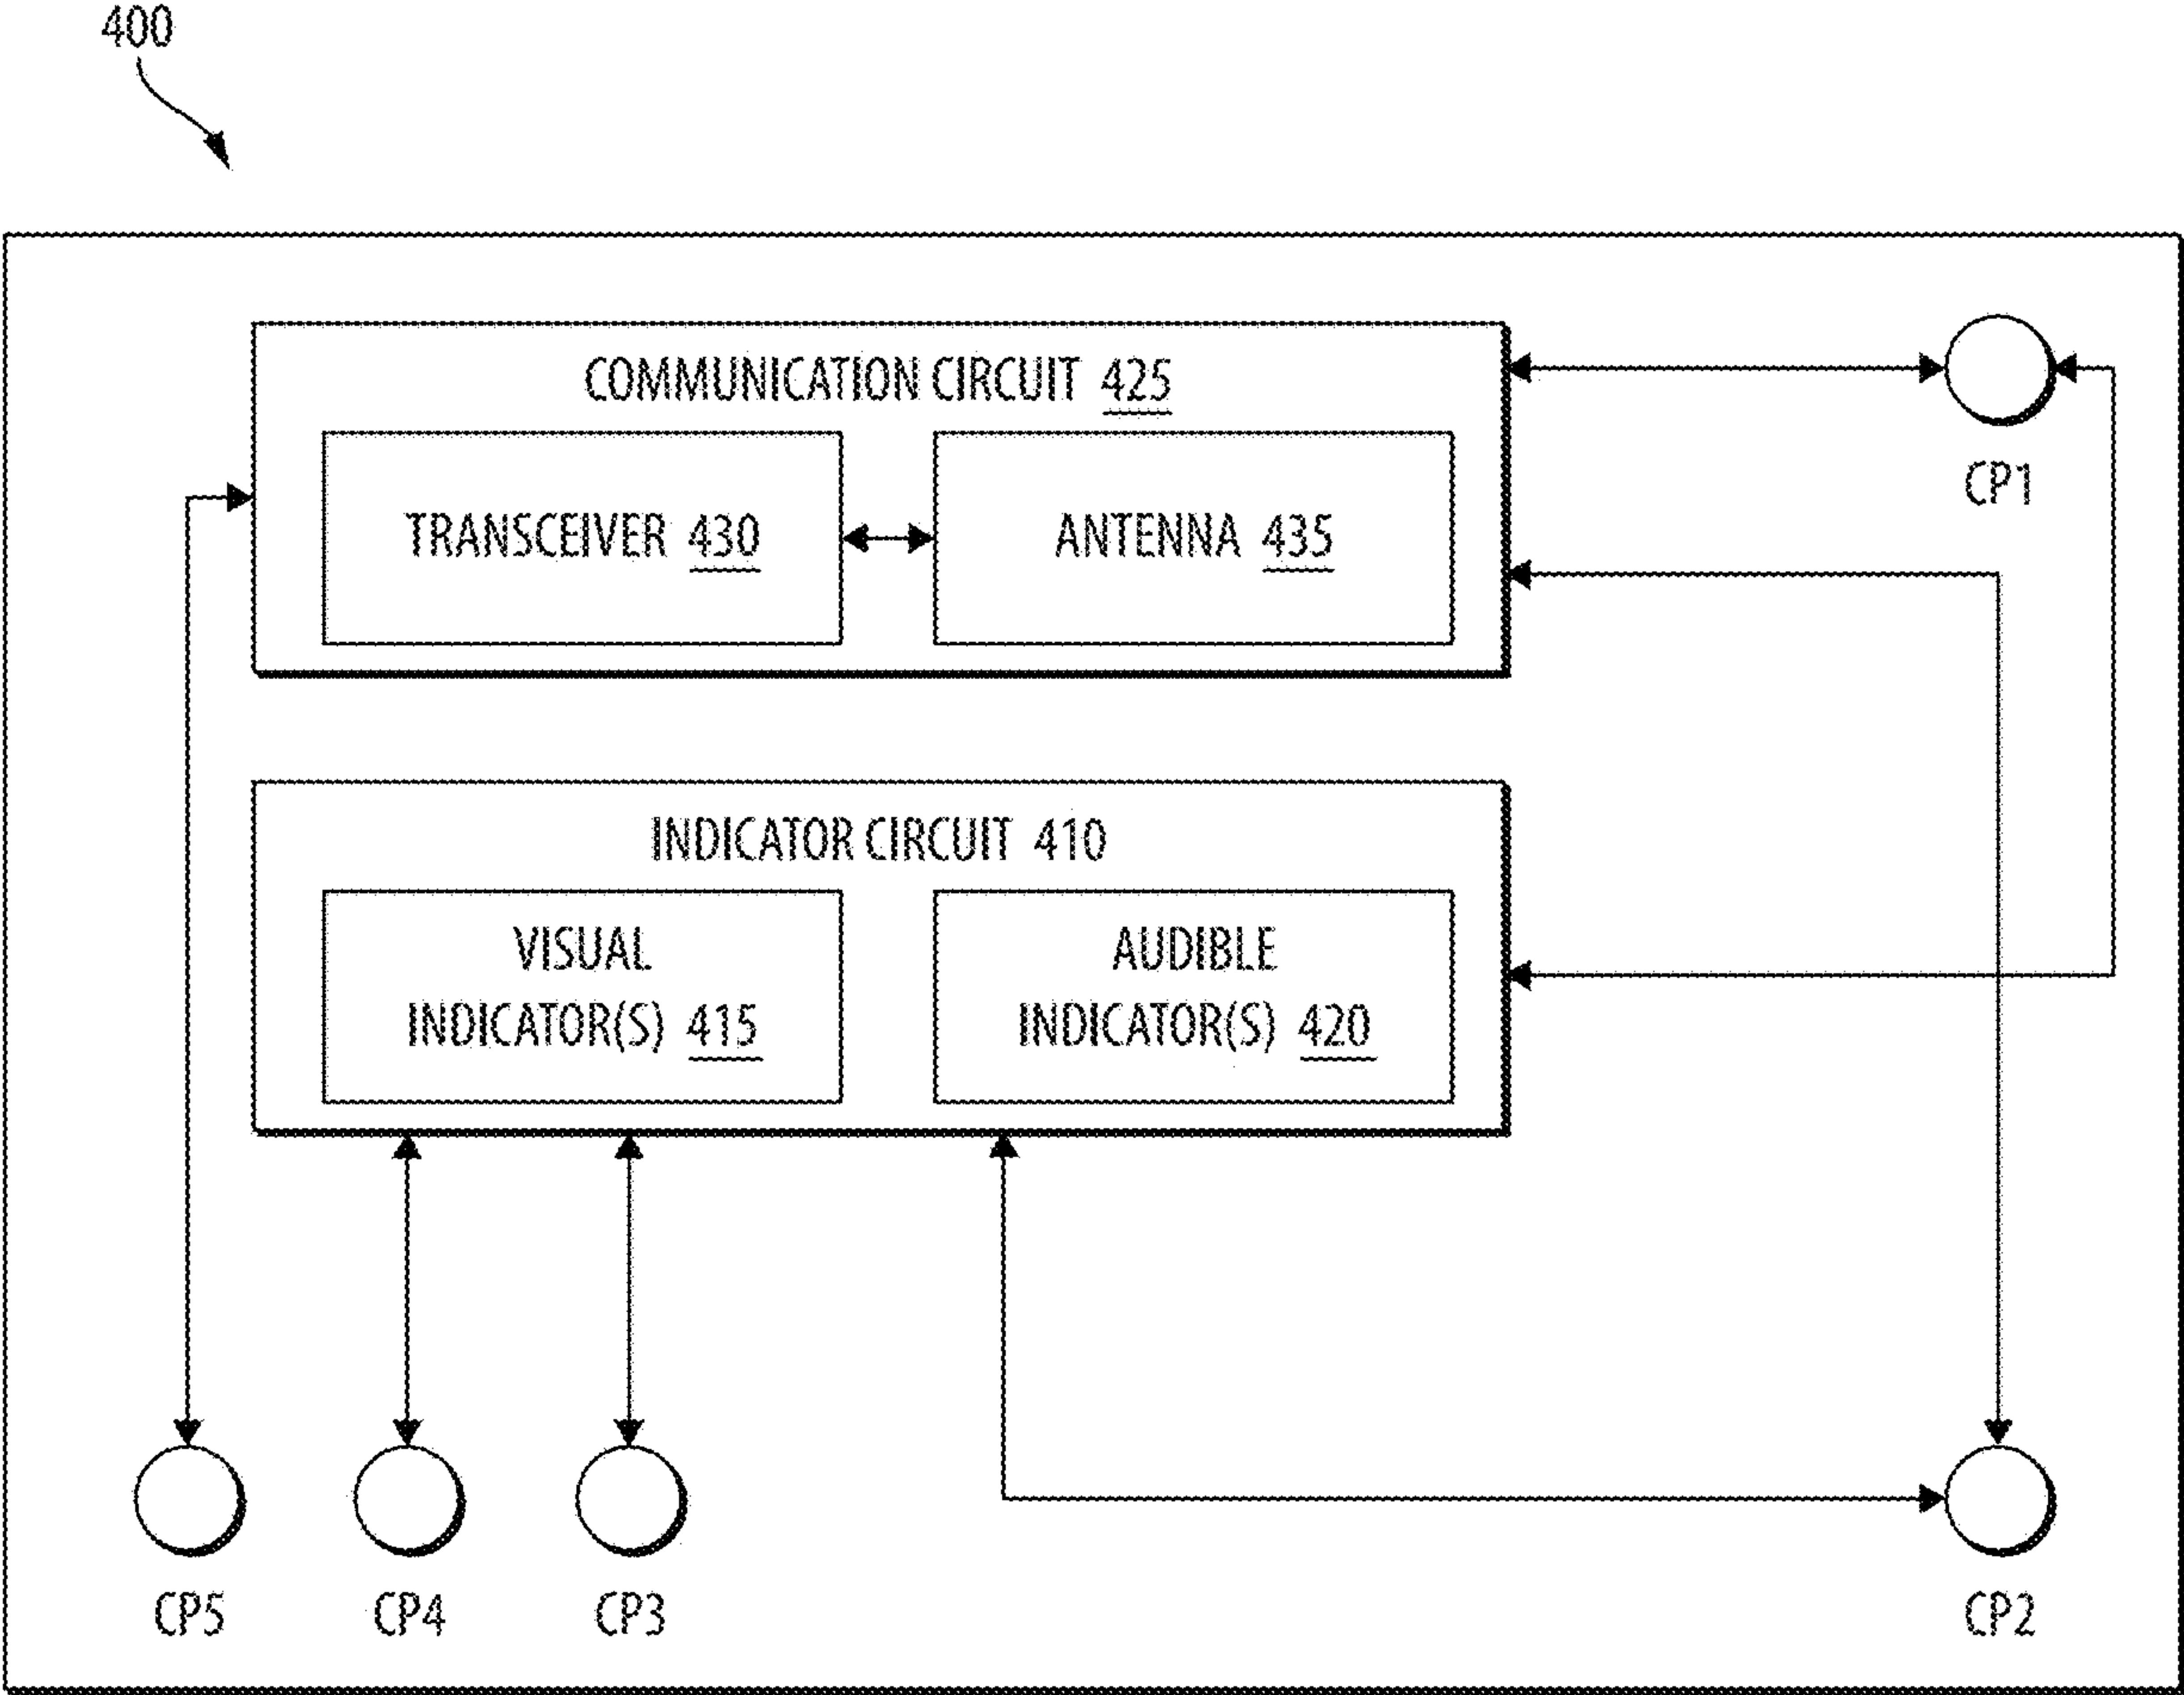 400
COMMUNICATION CIRCUIT 425
TRANSCEIVER 430
ANTENNA 435
CP1
INDICATOR CIRCUIT 410
VISUAL
INDICATOR(S) 415
AUDIBLE
INDICATOR(S) 420
CP5
CP4
CP3
CP2